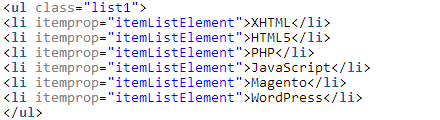 <ul class="list1">
<li itemprop="itemListElement">XHTML</li>
<li itemprop="itemListElement">HTML5</li>
<li itemprop="itemListElement">PHP</li>
<li itemprop="itemListElement">JavaScript</li>
<li itemprop="itemListElement">Magento</li>
<li itemprop="itemListElement">WordPress</li>
</ul>